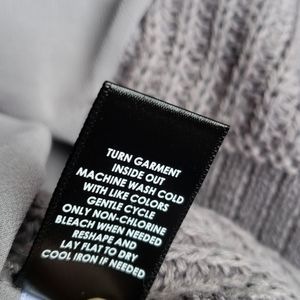 TURN GARMENT
INSIDE OUT
MACHINE WASH COLD
WITH LIKE COLORS
GENTLE CYCLE
ONLY NON-CHLORINE
BLEACH WHEN NEEDED
RESHAPE AND
LAY FLAT TO DRY
COOL IRON IF NEEDED